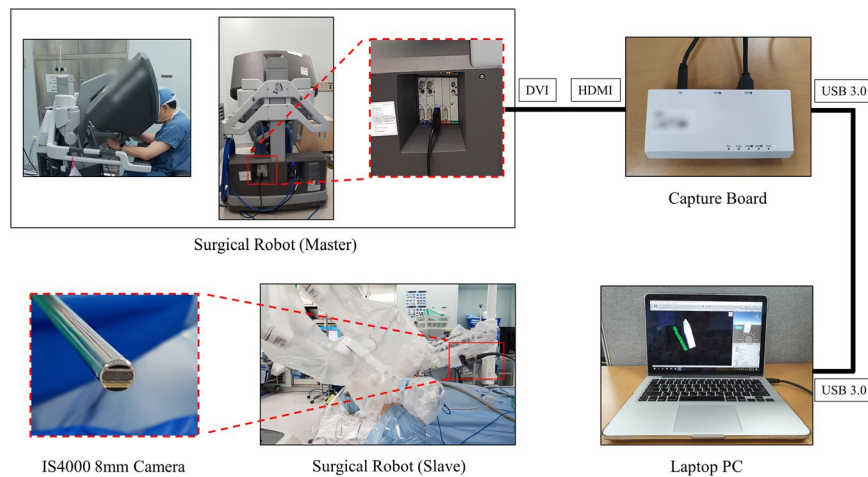 DVI
HDMI
USB 3.0
Capture Board
Surgical Robot (Master)
USB 3.0
IS4000 8mm Camera
Surgical Robot (Slave)
Laptop PC